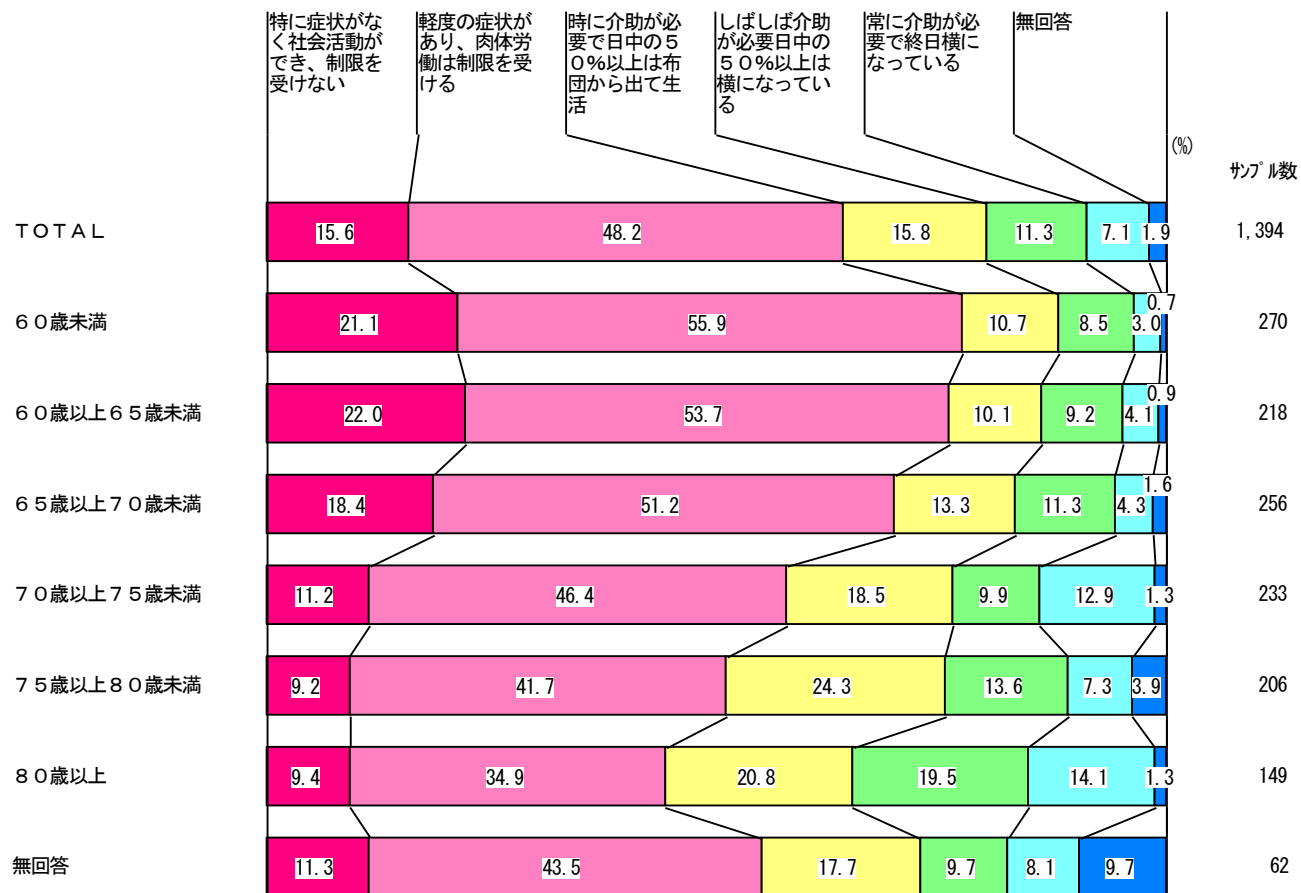 特に症状がな
く社会活動が
でき、制限を
受けない
軽度の症状が
あり、肉体労
働は制限を受
ける
時に介助が必
要で日中の５
０%以上は布
団から出て生
活
しばしば介助
が必要日中の
５０%以上は
横になってい
る
常に介助が必
要で終日横に
なっている
無回答
(%)
ｻﾝﾌﾟﾙ数
ＴＯＴＡＬ 15.6 48.2 15.8 11.3 7.1 1.9 1,394
６０歳未満 21.1 55.9 10.7 8.5 3.0 0.7 270
６０歳以上６５歳未満 22.0 53.7 10.1 9.2 4.1 0.9 218
６５歳以上７０歳未満 18.4 51.2 13.3 11.3 4.3 1.6 256
７０歳以上７５歳未満 11.2 46.4 18.5 9.9 12.9 1.3 233
７５歳以上８０歳未満 9.2 41.7 24.3 13.6 7.3 3.9 206
８０歳以上 9.4 34.9 20.8 19.5 14.1 1.3 149
無回答 11.3 43.5 17.7 9.7 8.1 9.7 62